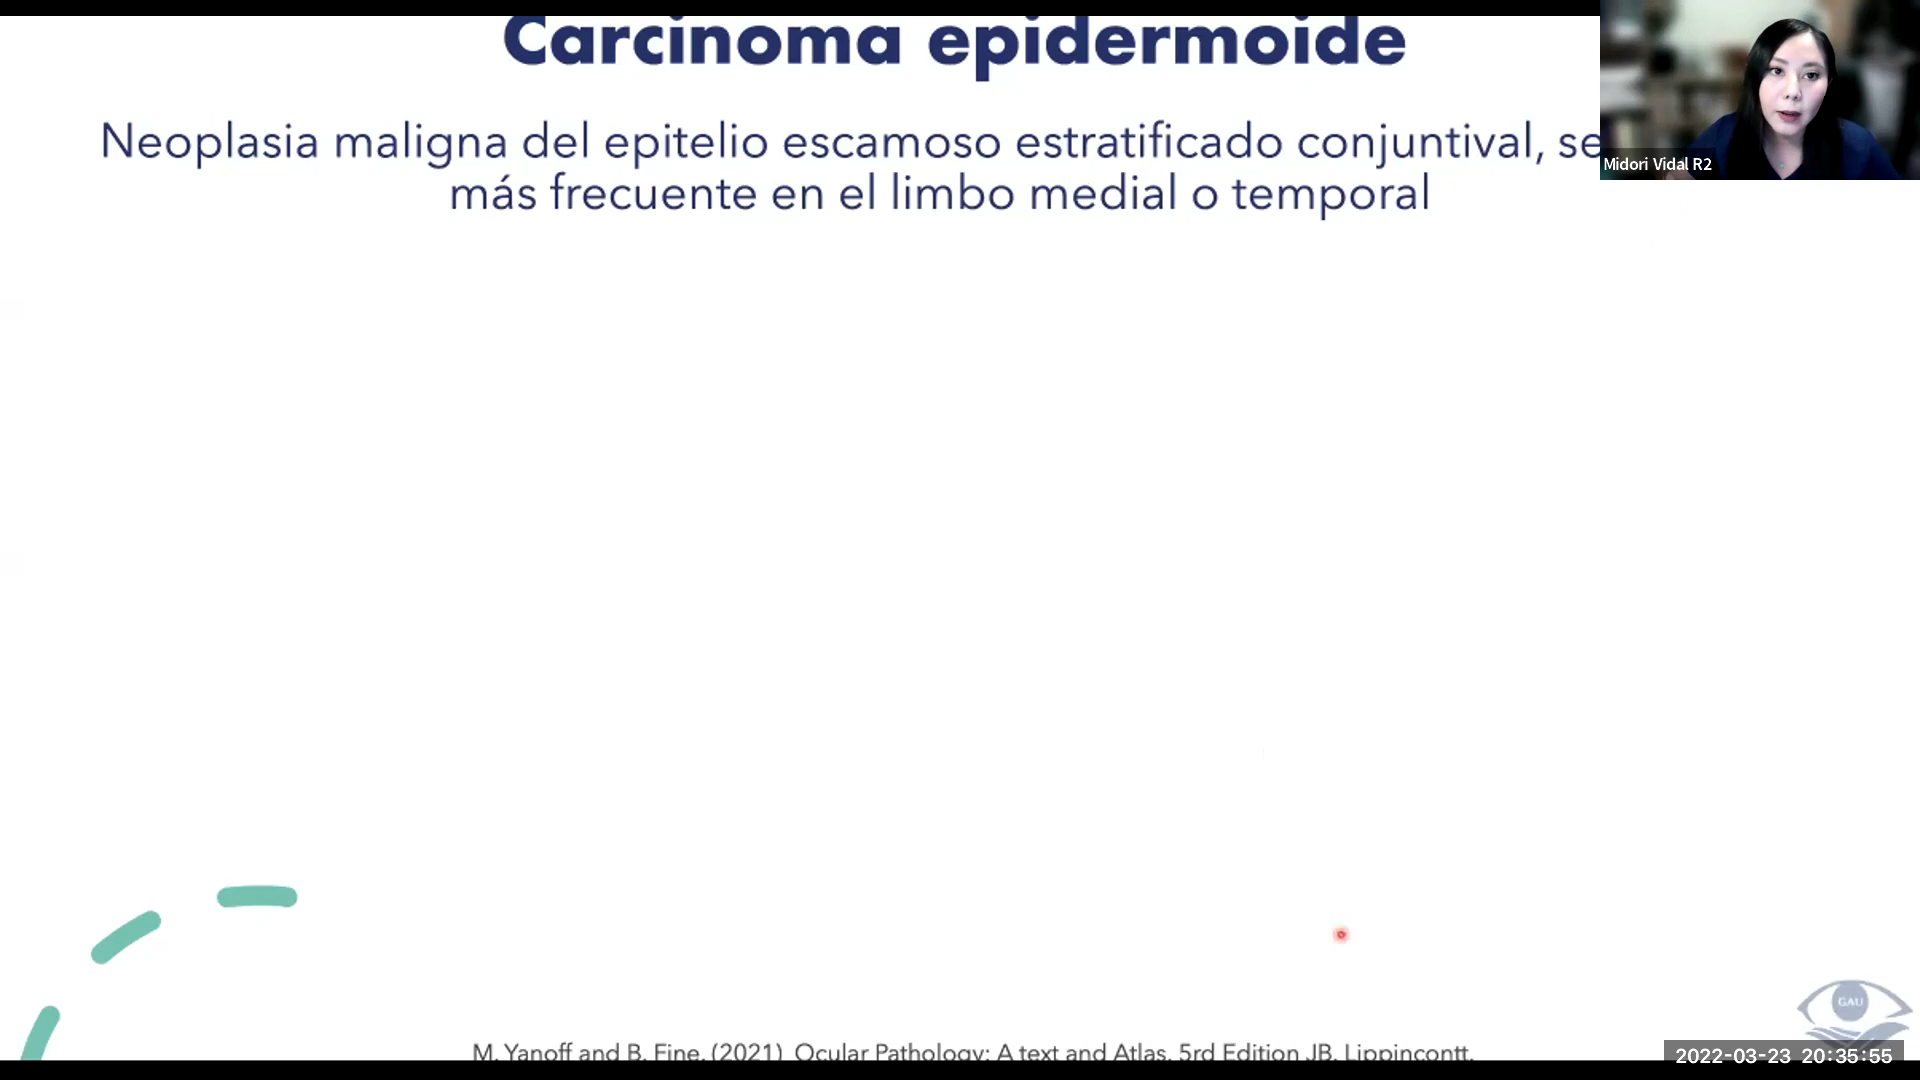 Carcinoma epidermoide
Neoplasia maligna del epitelio escamoso estratificado conjuntival, se
más frecuente en el limbo medial o temporal
Midori Vidal R2
GAU
M. Yanoff and B. Fine. (2021) Ocular Pathology: A text and Atlas. 5rd Edition JB. Lippincontt.
2022-03-23 20:35:55